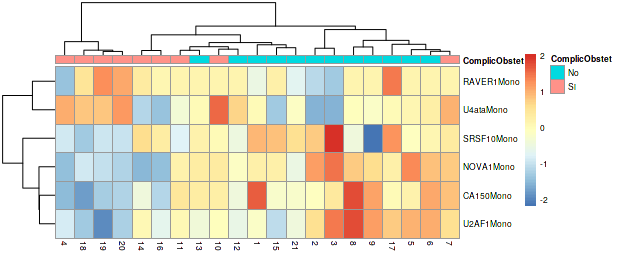 ComplicObstet
RAVER1Mono
U4ataMono
SRSF10Mono
NOVA1Mono
CA150Mono
U2AF1Mono
4 18 19 20 14 16 11 13 10 12 1 15 21 2 3 8 9 17 5 6 7
2
1
0
-1
-2
ComplicObstet
No
SI